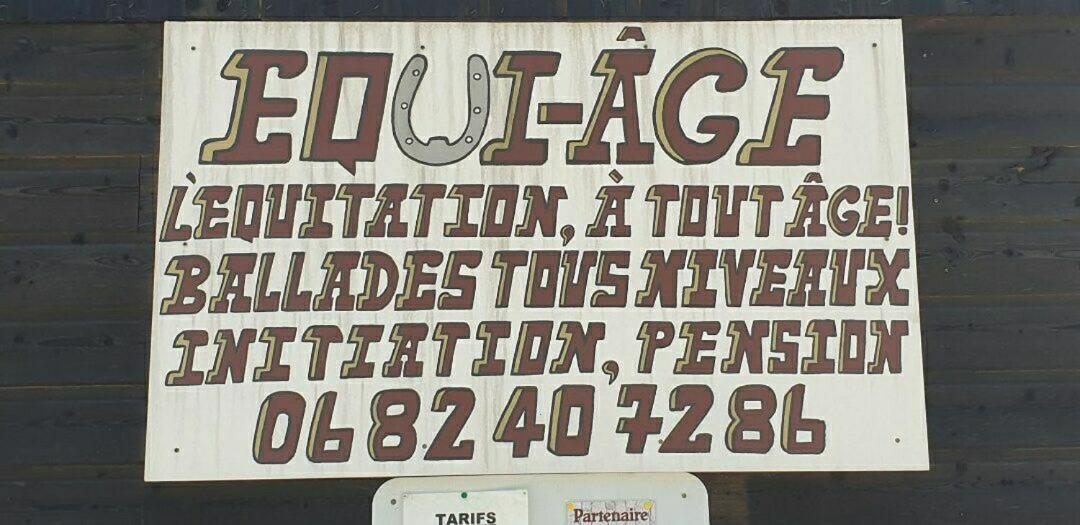 EQUI-ÂGE
L'EQUITATION, À TOUT ÂGE!
BALLADES TOUS NIVEAUX
INITIATION, PENSION
06 82 40 72 86
TARIFS
Partenaire